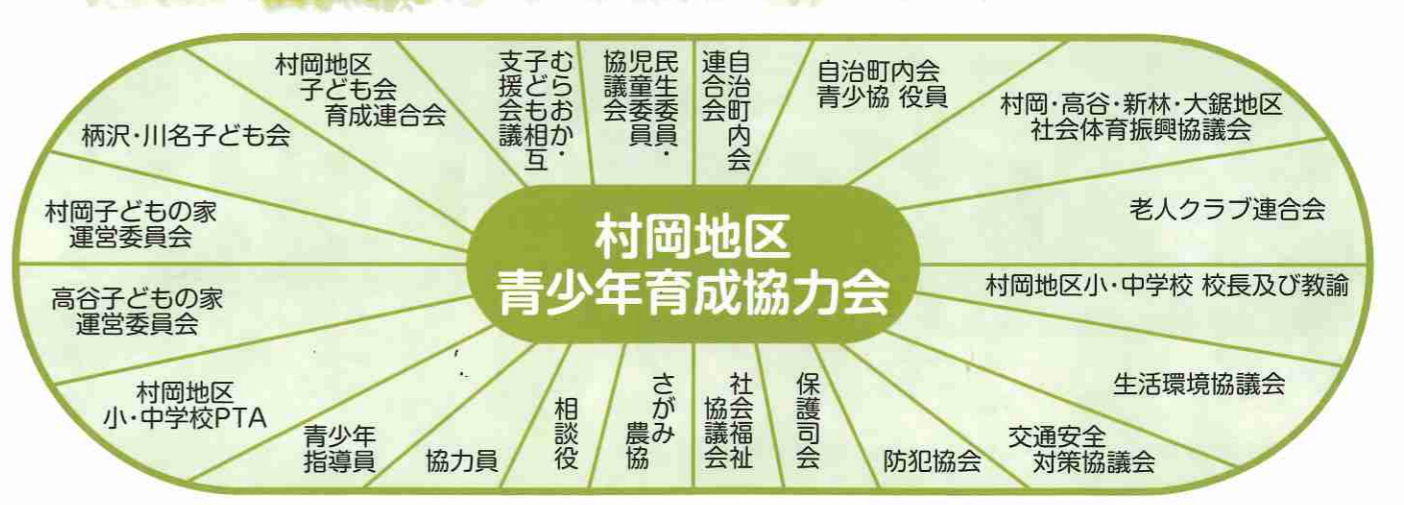 村岡地区
青少年育成協力会
柄沢・川名子ども会
村岡地区
子ども会
育成連合会
むらおか・
子ども相互
支援会議
民生委員・
児童委員
協議会
自治町内会
連合会
自治町内会
青少協 役員
村岡・高谷・新林・大鋸地区
社会体育振興協議会
老人クラブ連合会
村岡地区小・中学校 校長及び教諭
生活環境協議会
交通安全
対策協議会
防犯協会
保護司会
社会福祉
協議会
さがみ
農協
相談役
協力員
青少年
指導員
村岡地区
小・中学校PTA
高谷子どもの家
運営委員会
村岡子どもの家
運営委員会